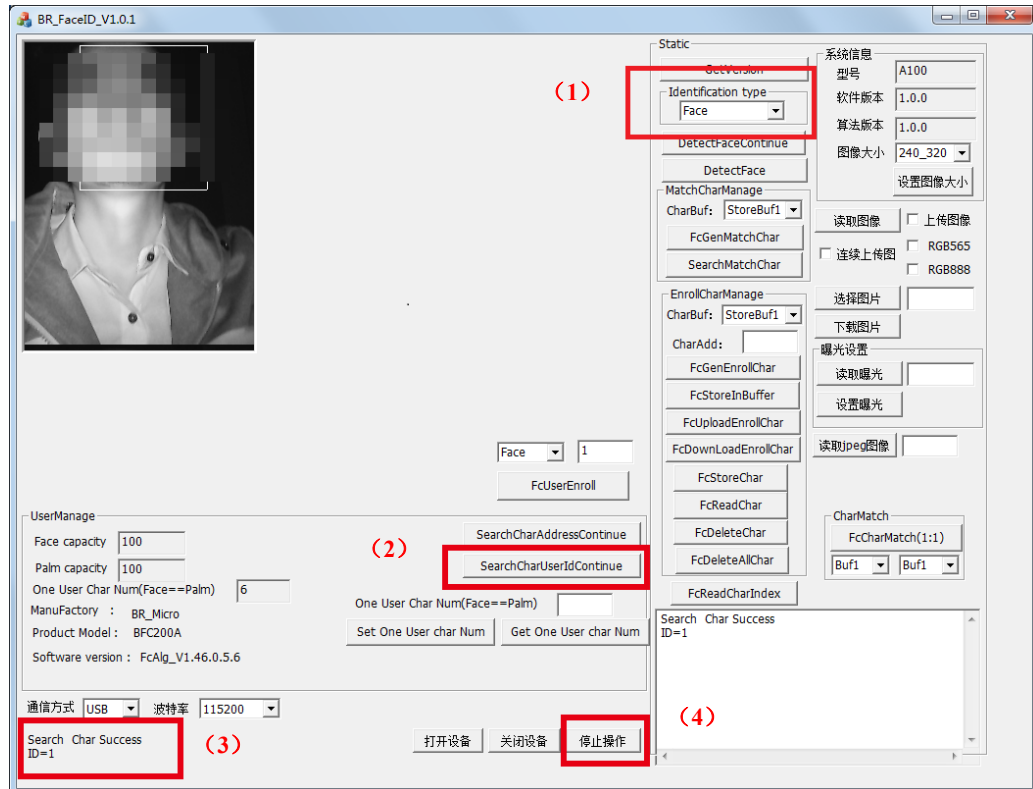 BR_FaceID_V1.0.1
Static
GetVersion
(1)
Identification type
Face
DetectFaceContinue
DetectFace
MatchCharManage
CharBuf: StoreBuf1
FcGenMatchChar
SearchMatchChar
EnrollCharManage
CharBuf: StoreBuf1
CharAdd:
FcGenEnrollChar
FcStoreInBuffer
FcUploadEnrollChar
FcDownLoadEnrollChar
FcStoreChar
FcReadChar
FcDeleteChar
FcDeleteAllChar
FcReadCharIndex
系统信息
型号 A100
软件版本 1.0.0
算法版本 1.0.0
图像大小 240_320
设置图像大小
读取图像 上传图像
连续上传图 RGB565
RGB888
选择图片
下载图片
曝光设置
读取曝光
设置曝光
读取jpeg图像
CharMatch
FcCharMatch(1:1)
Buf1 Buf1
Face 1
FcUserEnroll
UserManage
Face capacity 100
Palm capacity 100
One User Char Num(Face==Palm) 6
ManuFactory : BR_Micro
Product Model : BFC200A
Software version : FcAlg_V1.46.0.5.6
(2)
SearchCharAddressContinue
SearchCharUserIdContinue
One User Char Num(Face==Palm)
Set One User char Num Get One User char Num
通信方式 USB 波特率 115200
Search Char Success
ID=1
(3)
打开设备 关闭设备 停止操作
Search Char Success
ID=1
(4)